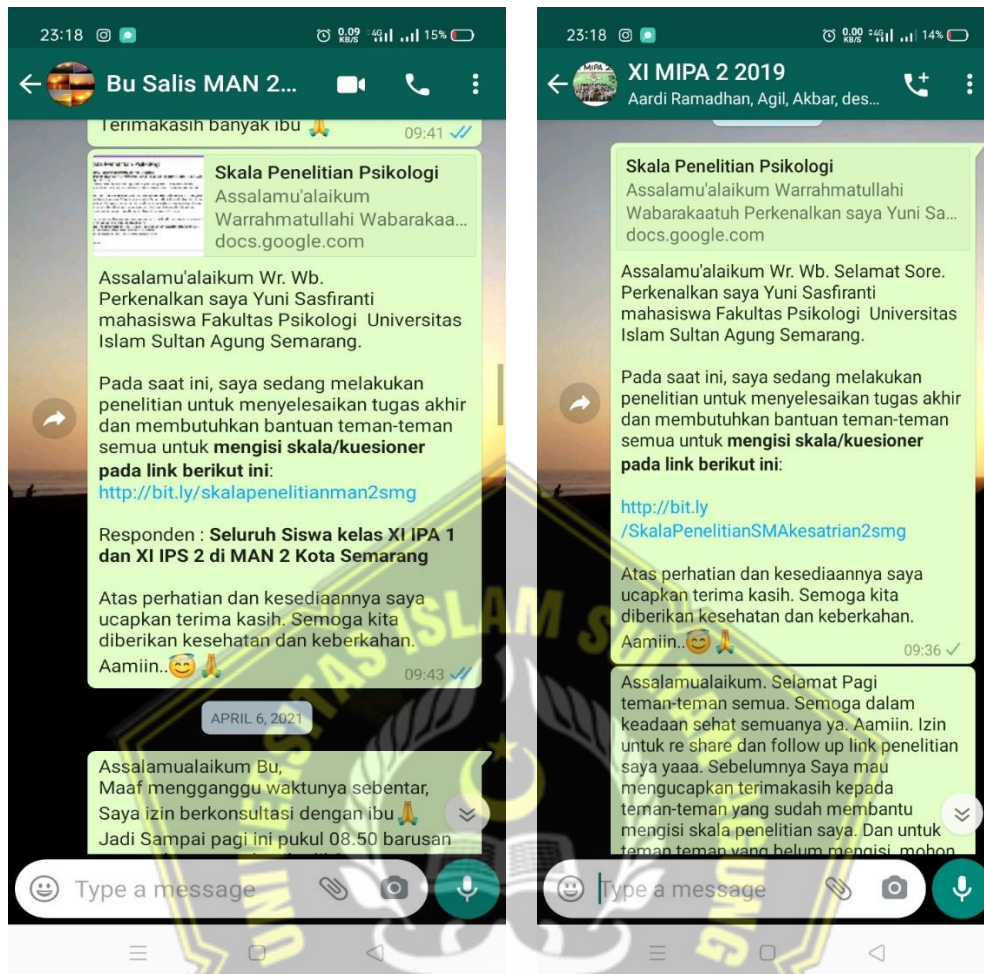 23:18
0.09 KB/S 4G 15%
Bu Salis MAN 2...
Terimakasih banyak ibu 🙏
09:41
Skala Penelitian Psikologi
Assalamu'alaikum
Warrahmatullahi Wabarakaa...
docs.google.com
Assalamu'alaikum Wr. Wb.
Perkenalkan saya Yuni Sasfiranti
mahasiswa Fakultas Psikologi Universitas
Islam Sultan Agung Semarang.
Pada saat ini, saya sedang melakukan
penelitian untuk menyelesaikan tugas akhir
dan membutuhkan bantuan teman-teman
semua untuk mengisi skala/kuesioner
pada link berikut ini:
http://bit.ly/skalapenelitianman2smg
Responden : Seluruh Siswa kelas XI IPA 1
dan XI IPS 2 di MAN 2 Kota Semarang
Atas perhatian dan kesediaannya saya
ucapkan terima kasih. Semoga kita
diberikan kesehatan dan keberkahan.
Aamiin..😇🙏
09:43
APRIL 6, 2021
Assalamualaikum Bu,
Maaf mengganggu waktunya sebentar,
Saya izin berkonsultasi dengan ibu🙏
Jadi Sampai pagi ini pukul 08.50 barusan
Type a message
23:18
0.00 KB/S 4G 14%
XI MIPA 2 2019
Aardi Ramadhan, Agil, Akbar, des...
Skala Penelitian Psikologi
Assalamu'alaikum Warrahmatullahi
Wabarakaatuh Perkenalkan saya Yuni Sa...
docs.google.com
Assalamu'alaikum Wr. Wb. Selamat Sore.
Perkenalkan saya Yuni Sasfiranti
mahasiswa Fakultas Psikologi Universitas
Islam Sultan Agung Semarang.
Pada saat ini, saya sedang melakukan
penelitian untuk menyelesaikan tugas akhir
dan membutuhkan bantuan teman-teman
semua untuk mengisi skala/kuesioner
pada link berikut ini:
http://bit.ly
/SkalaPenelitianSMAkesatrian2smg
Atas perhatian dan kesediaannya saya
ucapkan terima kasih. Semoga kita
diberikan kesehatan dan keberkahan.
Aamiin..😇🙏
09:36
Assalamualaikum. Selamat Pagi
teman-teman semua. Semoga dalam
keadaan sehat semuanya ya. Aamiin. Izin
untuk re share dan follow up link penelitian
saya yaaa. Sebelumnya Saya mau
mengucapkan terimakasih kepada
teman-teman yang sudah membantu
mengisi skala penelitian saya. Dan untuk
teman teman yang belum mengisi, mohon
Type a message
UNIVERSITAS ISLAM SULTAN AGUNG